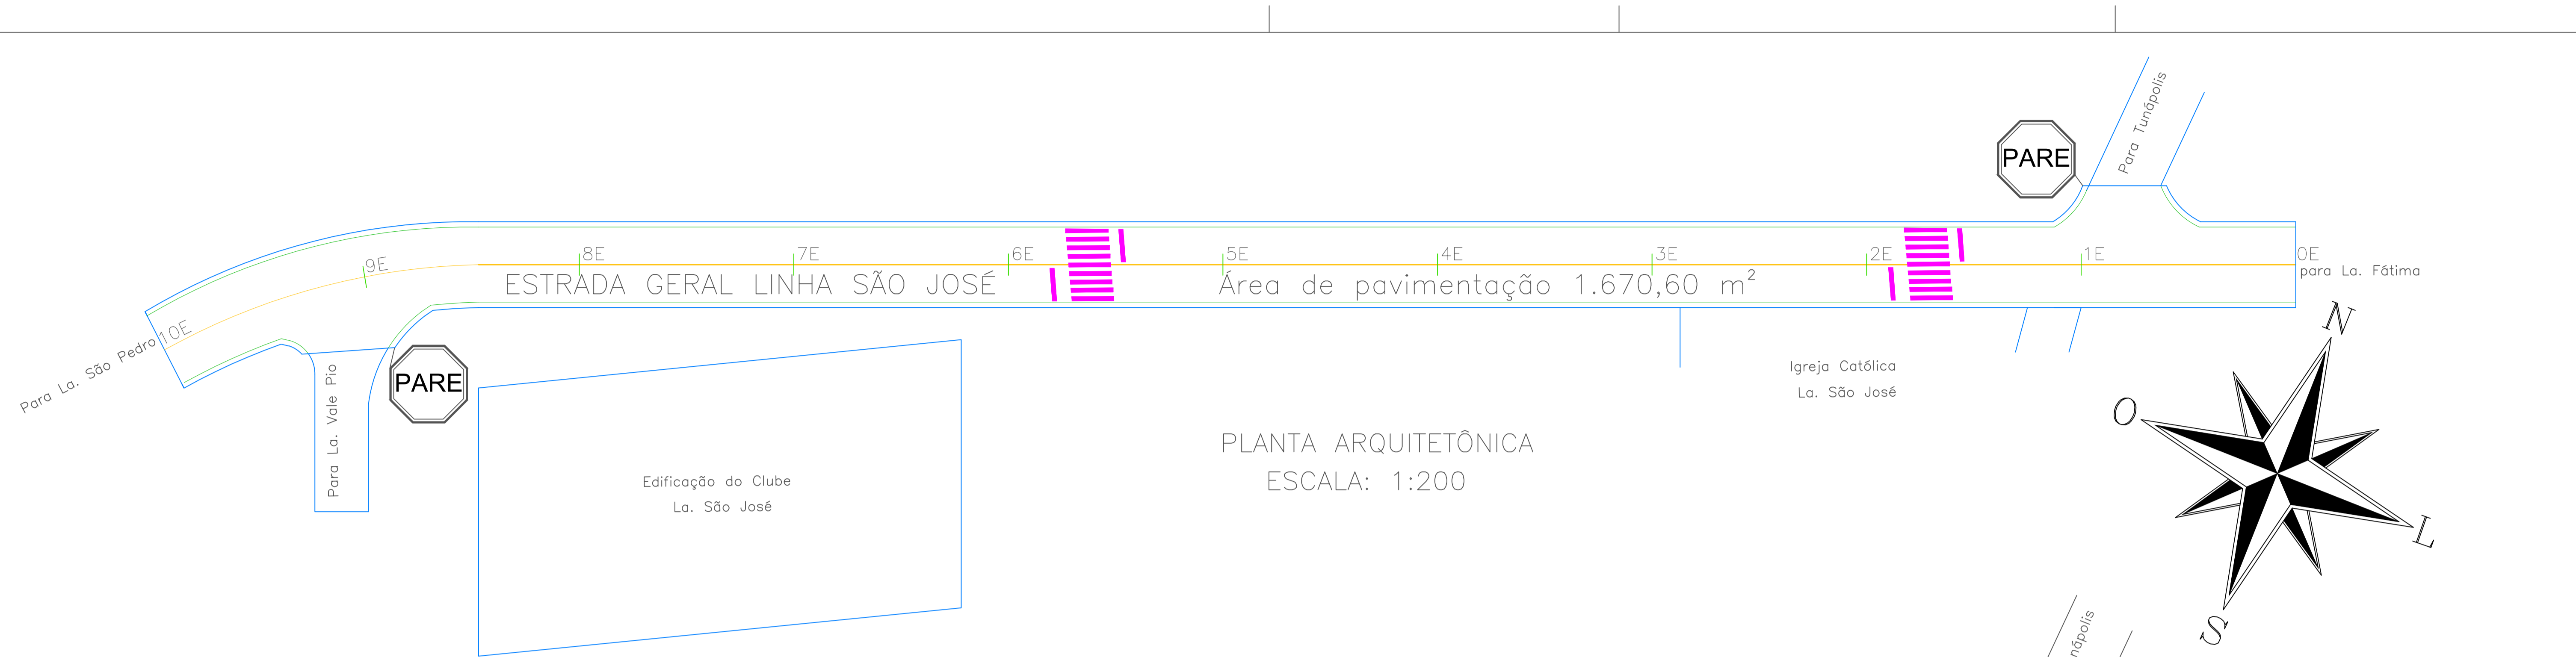 Para Tunápolis
PARE
8E
7E
6E
5E
4E
3E
2E
1E
0E
9E
10E
para La. Fátima
ESTRADA GERAL LINHA SÃO JOSÉ
Área de pavimentação 1.670,60 m²
Para La. São Pedro
Para La. Vale Pio
PARE
Igreja Católica
La. São José
PLANTA ARQUITETÔNICA
ESCALA: 1:200
Edificação do Clube
La. São José
N
O
L
S
nápolis